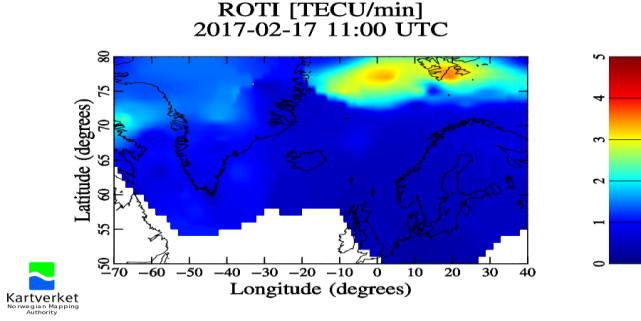 ROTI [TECU/min]
2017-02-17 11:00 UTC
Latitude (degrees)
80
75
70
65
60
55
50
−70 −60 −50 −40 −30 −20 −10 0 10 20 30 40
Longitude (degrees)
5
4
3
2
1
0
Kartverket
Norwegian Mapping
Authority